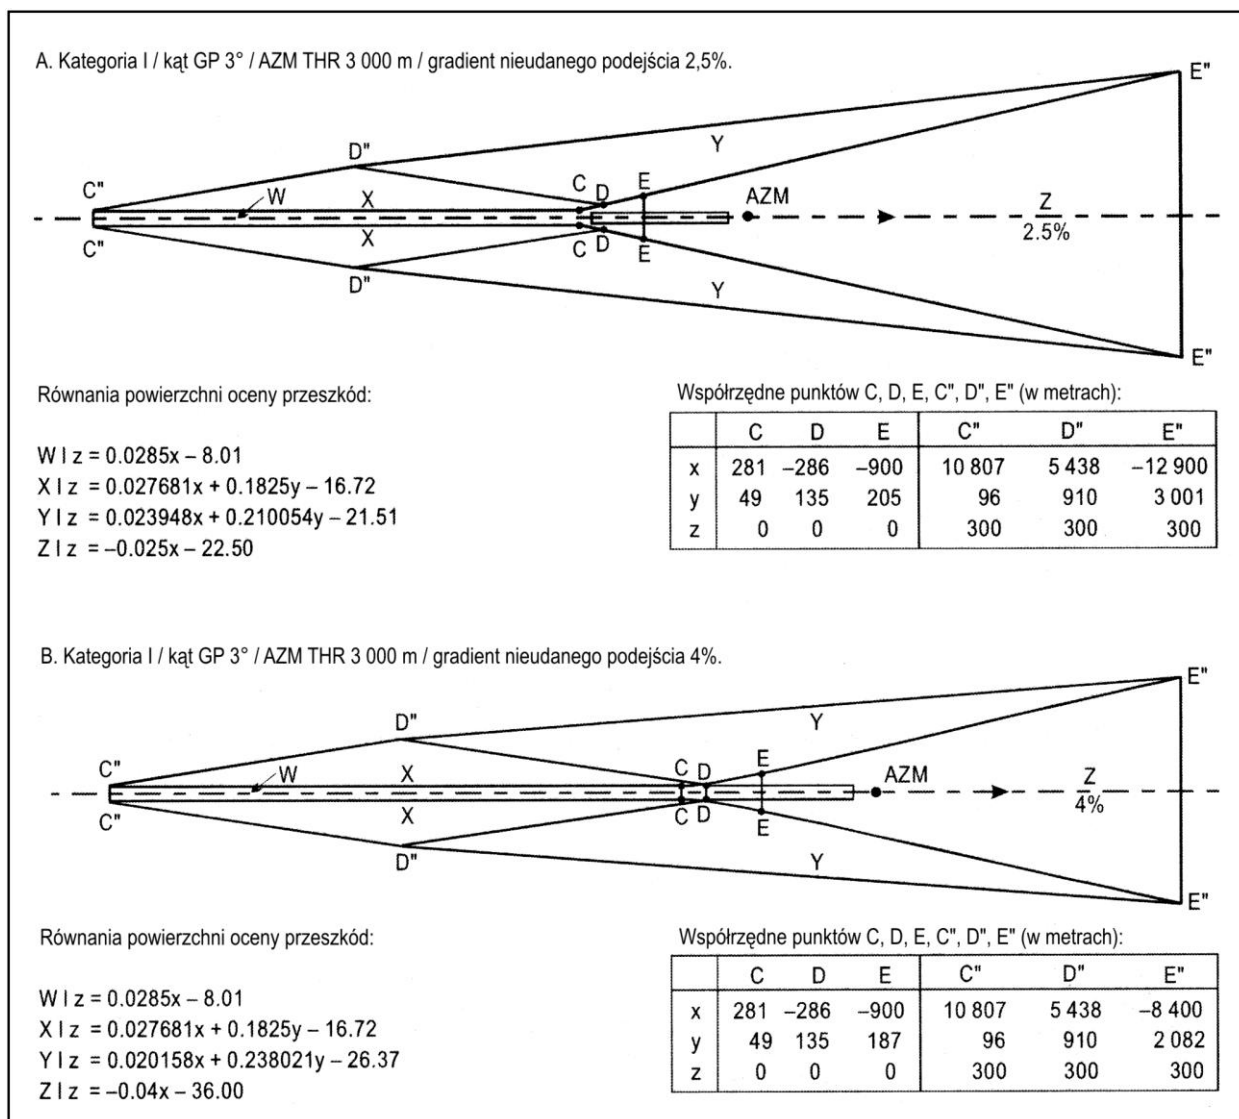 A. Kategoria I / kąt GP 3° / AZM THR 3 000 m / gradient nieudanego podejścia 2,5%.
E"
Y
D"
C"
W
X
C D E
AZM
Z
2.5%
X
C"
C D E
D"
Y
E"
Równania powierzchni oceny przeszkód:
W I z = 0.0285x – 8.01
X I z = 0.027681x + 0.1825y – 16.72
Y I z = 0.023948x + 0.210054y – 21.51
Z I z = –0.025x – 22.50
Współrzędne punktów C, D, E, C", D", E" (w metrach):
C D E C" D" E"
x 281 –286 –900 10 807 5 438 –12 900
y 49 135 205 96 910 3 001
z 0 0 0 300 300 300
B. Kategoria I / kąt GP 3° / AZM THR 3 000 m / gradient nieudanego podejścia 4%.
E"
Y
D"
C"
W
X
C D E
AZM
Z
4%
X
C"
C D E
D"
Y
E"
Równania powierzchni oceny przeszkód:
W I z = 0.0285x – 8.01
X I z = 0.027681x + 0.1825y – 16.72
Y I z = 0.020158x + 0.238021y – 26.37
Z I z = –0.04x – 36.00
Współrzędne punktów C, D, E, C", D", E" (w metrach):
C D E C" D" E"
x 281 –286 –900 10 807 5 438 –8 400
y 49 135 187 96 910 2 082
z 0 0 0 300 300 300